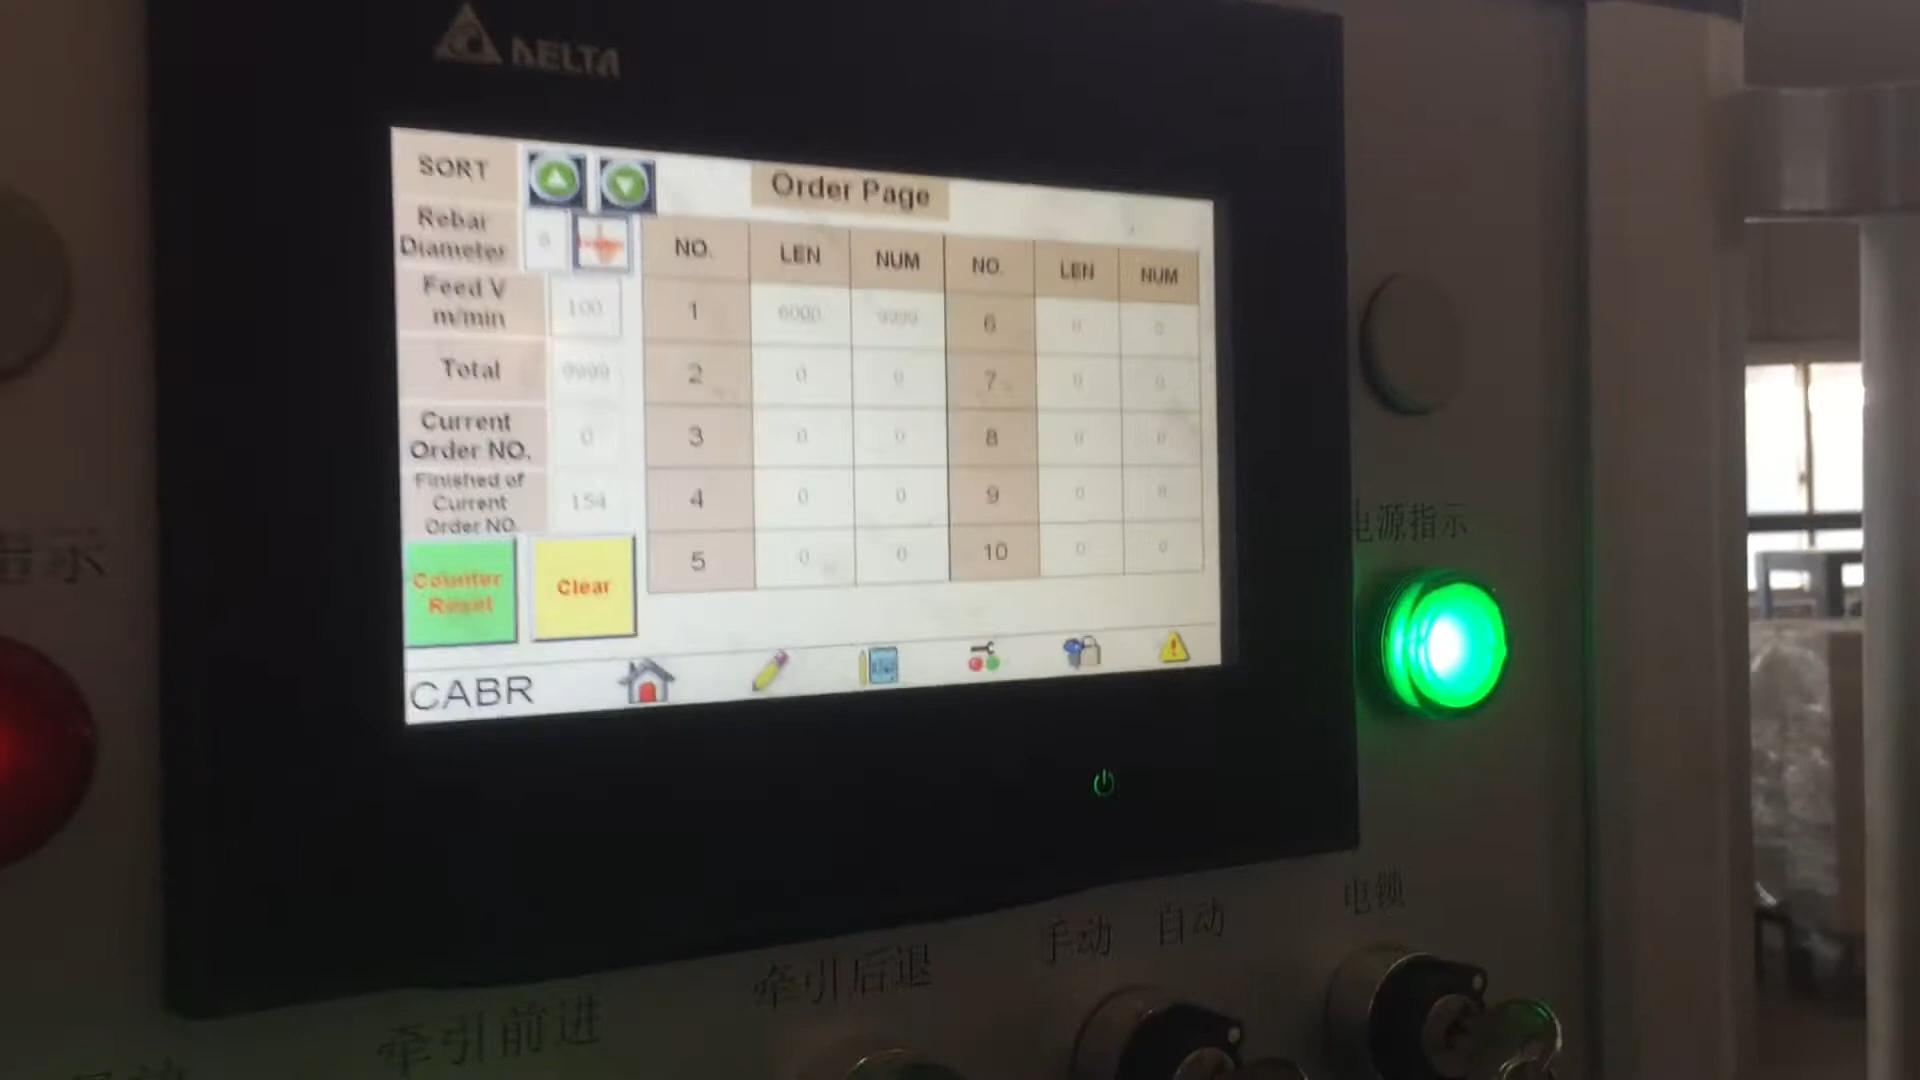 DELTA
SORT
Order Page
Rebar
Diameter
Feed V
m/min
100
Total
9999
Current
Order NO.
0
Finished of
Current
Order NO.
154
Counter
Reset
Clear
NO. LEN NUM NO. LEN NUM
1 6000 9999 6 0 0
2 0 0 7 0 0
3 0 0 8 0 0
4 0 0 9 0 0
5 0 0 10 0 0
CABR
电源指示
指示
电锁
手动 自动
牵引后退
牵引前进